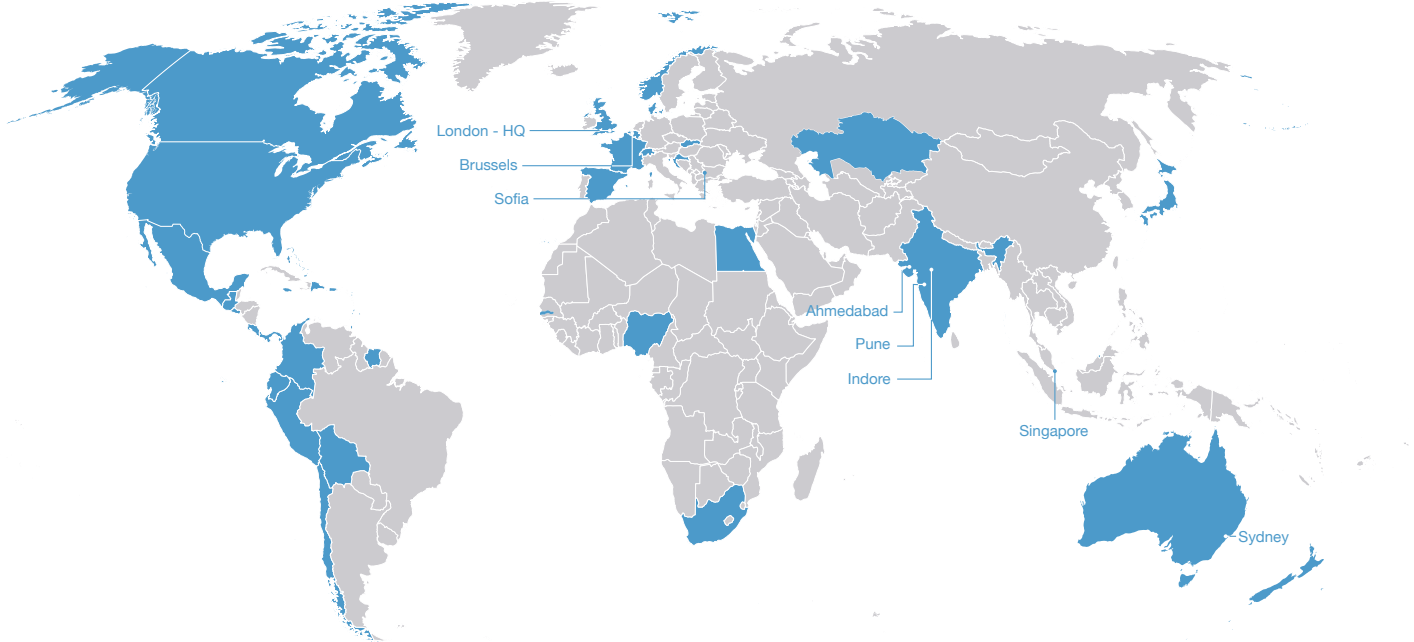 London - HQ
Brussels
Sofia
Ahmedabad
Pune
Indore
Singapore
Sydney